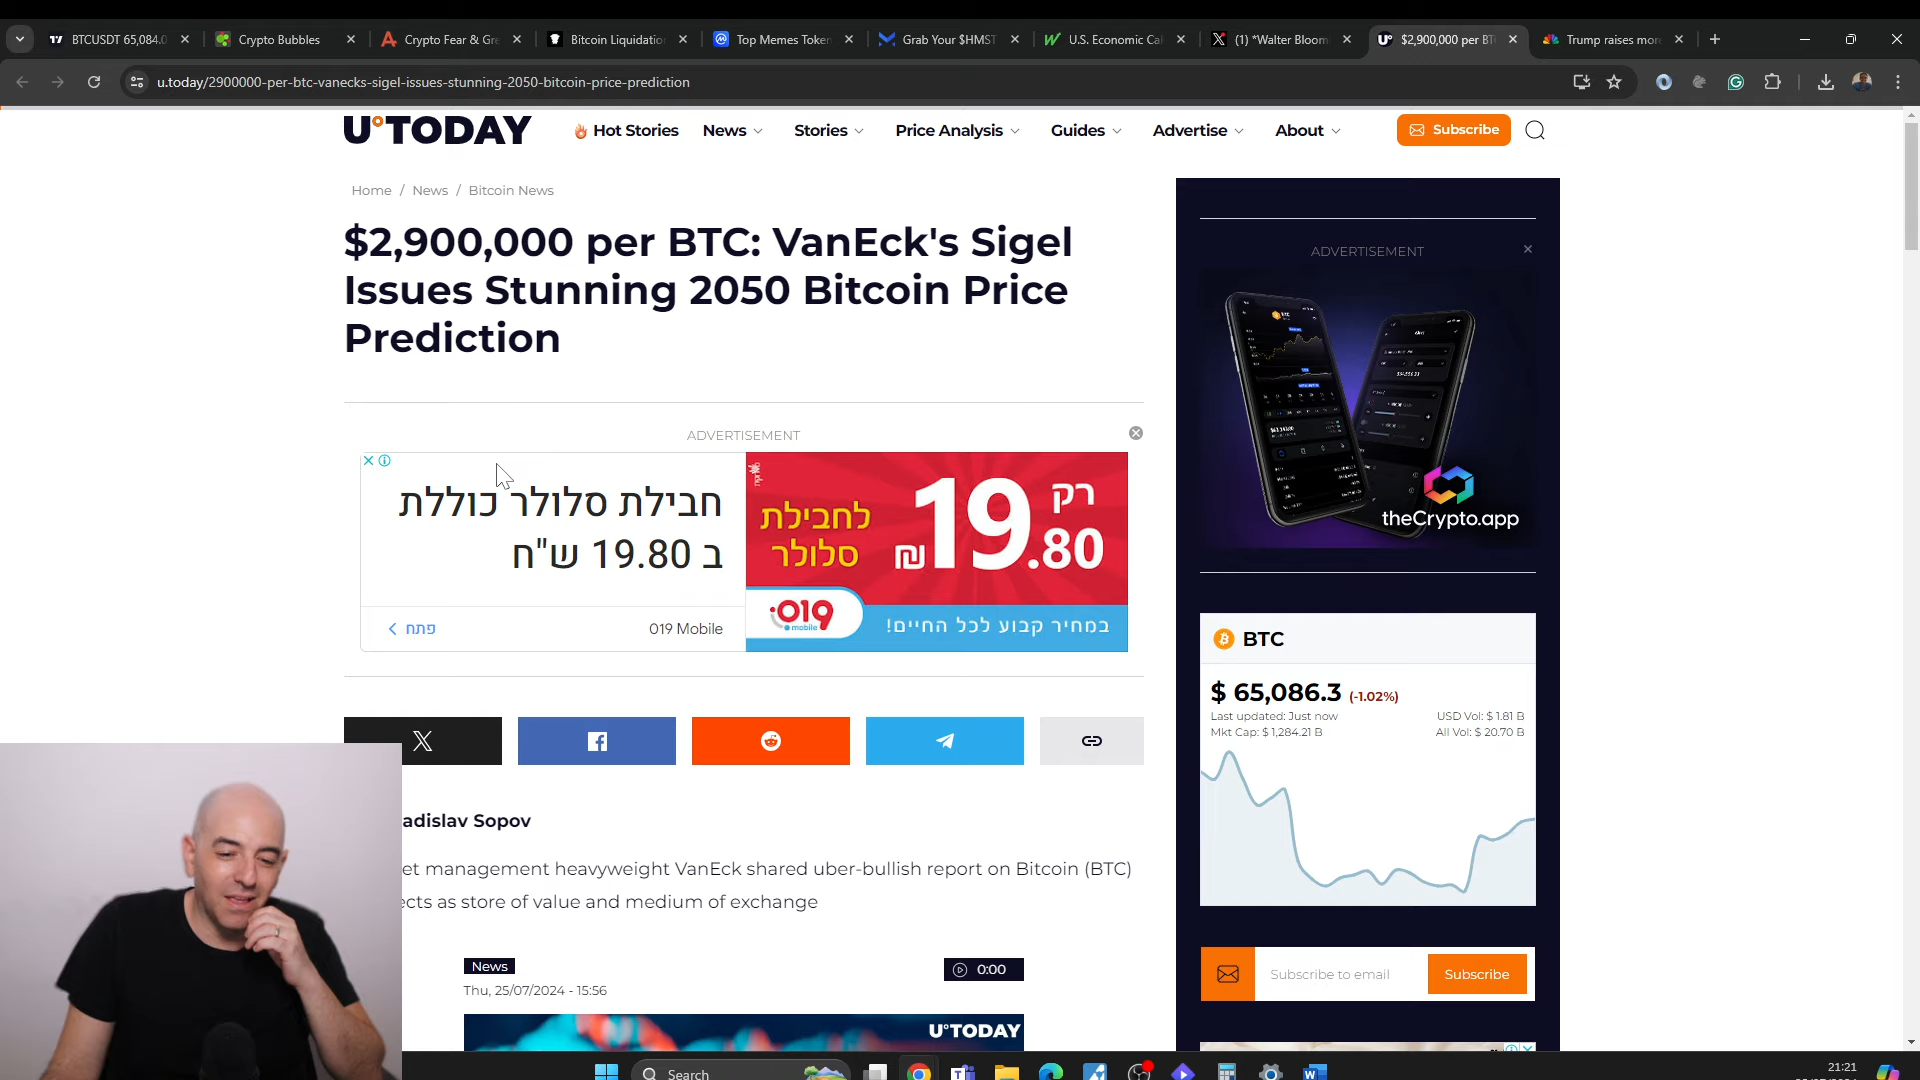 BTCUSDT 65,084.0
Crypto Bubbles
Crypto Fear & Gre
Bitcoin Liquidatio
Top Memes Token
Grab Your $HMST
U.S. Economic Cal
(1) *Walter Bloom
$2,900,000 per BT
Trump raises mor
u.today/2900000-per-btc-vanecks-sigel-issues-stunning-2050-bitcoin-price-prediction
U°TODAY
Hot Stories
News
Stories
Price Analysis
Guides
Advertise
About
Subscribe
Home / News / Bitcoin News
$2,900,000 per BTC: VanEck's Sigel
Issues Stunning 2050 Bitcoin Price
Prediction
ADVERTISEMENT
חבילת סלולר כוללת
ב 19.80 ש"ח
פתח
019 Mobile
רק
19.80 ₪
לחבילת
סלולר
019
mobile
במחיר קבוע לכל החיים!
adislav Sopov
et management heavyweight VanEck shared uber-bullish report on Bitcoin (BTC)
ects as store of value and medium of exchange
News
0:00
Thu, 25/07/2024 - 15:56
U°TODAY
ADVERTISEMENT
BTC
theCrypto.app
BTC
$ 65,086.3 (-1.02%)
Last updated: Just now
USD Vol: $ 1.81 B
Mkt Cap: $ 1,284.21 B
All Vol: $ 20.70 B
Subscribe to email
Subscribe
Search
21:21